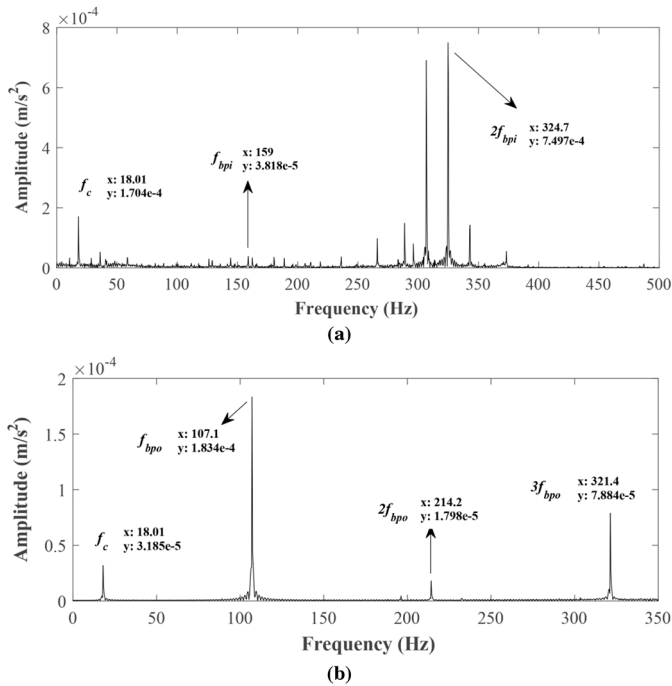 ×10⁻⁴
8
6
4
2
0
Amplitude (m/s²)
f_c x: 18.01
y: 1.704e-4
f_bpi x: 159
y: 3.818e-5
2f_bpi x: 324.7
y: 7.497e-4
0 50 100 150 200 250 300 350 400 450 500
Frequency (Hz)
(a)
×10⁻⁴
2
1.5
1
0.5
0
Amplitude (m/s²)
f_bpo x: 107.1
y: 1.834e-4
f_c x: 18.01
y: 3.185e-5
2f_bpo x: 214.2
y: 1.798e-5
3f_bpo x: 321.4
y: 7.884e-5
0 50 100 150 200 250 300 350
Frequency (Hz)
(b)